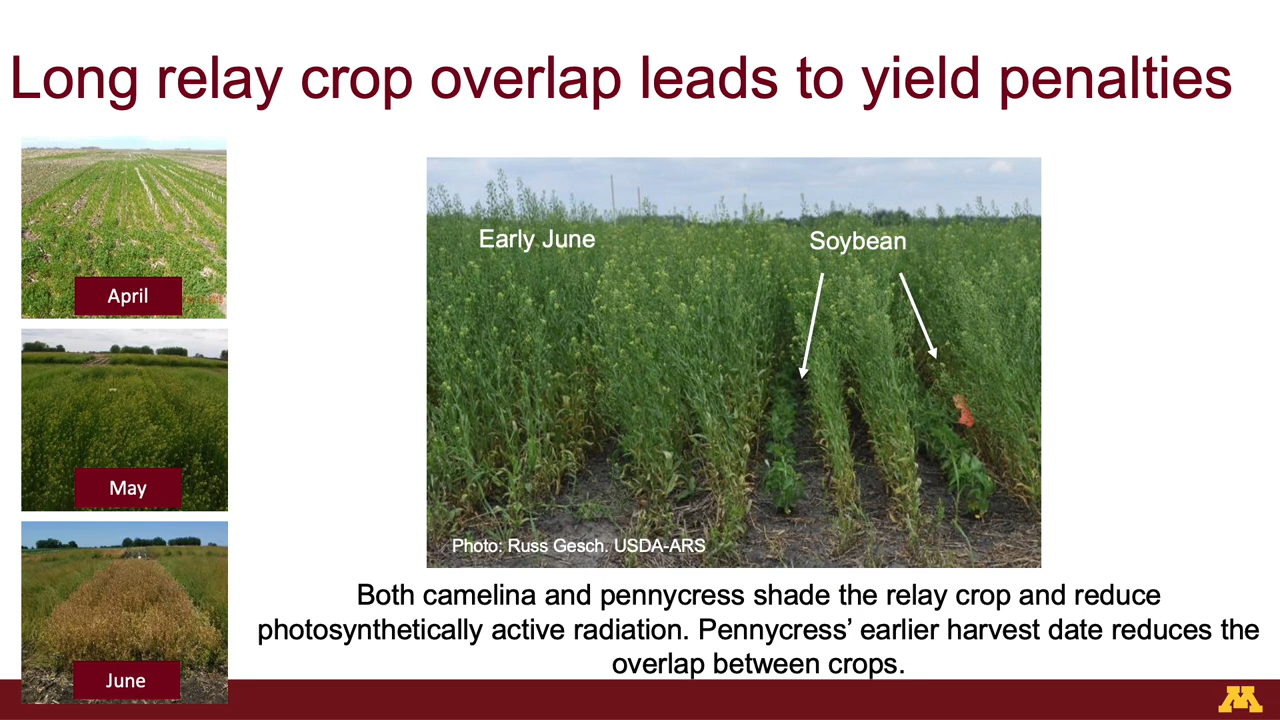 Long relay crop overlap leads to yield penalties
April
May
June
Early June
Soybean
Photo: Russ Gesch. USDA-ARS
Both camelina and pennycress shade the relay crop and reduce
photosynthetically active radiation. Pennycress’ earlier harvest date reduces the
overlap between crops.
M